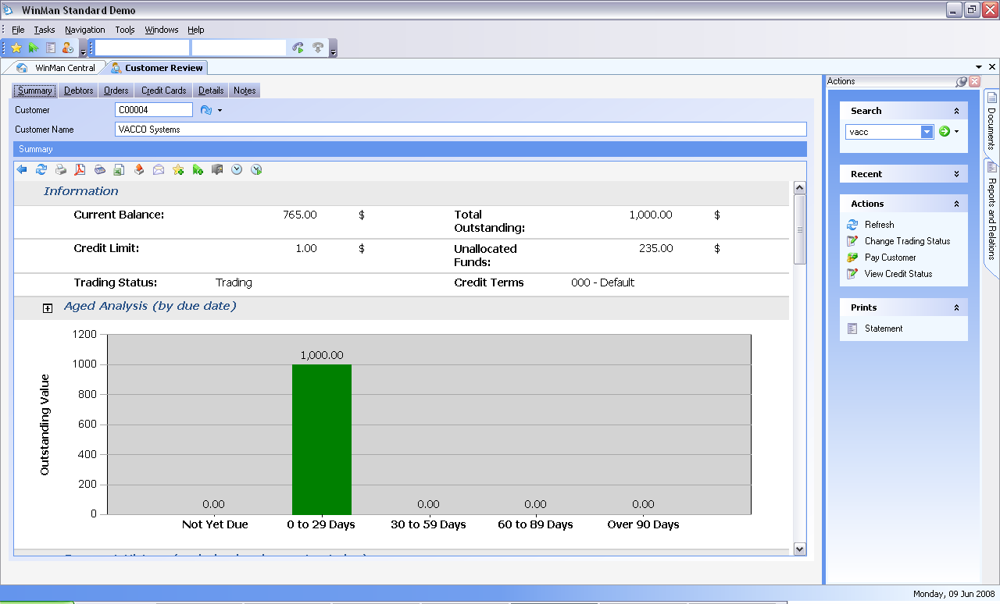 WinMan Standard Demo
File Tasks Navigation Tools Windows Help
WinMan Central Customer Review
Actions
Summary Debtors Orders Credit Cards Details Notes
Customer C00004
Customer Name VACCO Systems
Summary
Information
Current Balance: 765.00 $ Total Outstanding: 1,000.00 $
Credit Limit: 1.00 $ Unallocated Funds: 235.00 $
Trading Status: Trading Credit Terms 000 - Default
Aged Analysis (by due date)
Outstanding Value
1200
1000
800
600
400
200
0
1,000.00
0.00 0.00 0.00 0.00
Not Yet Due 0 to 29 Days 30 to 59 Days 60 to 89 Days Over 90 Days
Search
vacc
Recent
Actions
Refresh
Change Trading Status
Pay Customer
View Credit Status
Prints
Statement
Documents
Reports and Relations
Monday, 09 Jun 2008